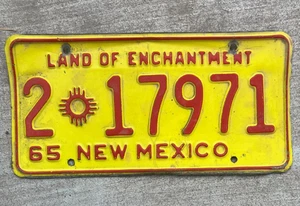 LAND OF ENCHANTMENT
2 17971
65 NEW MEXICO